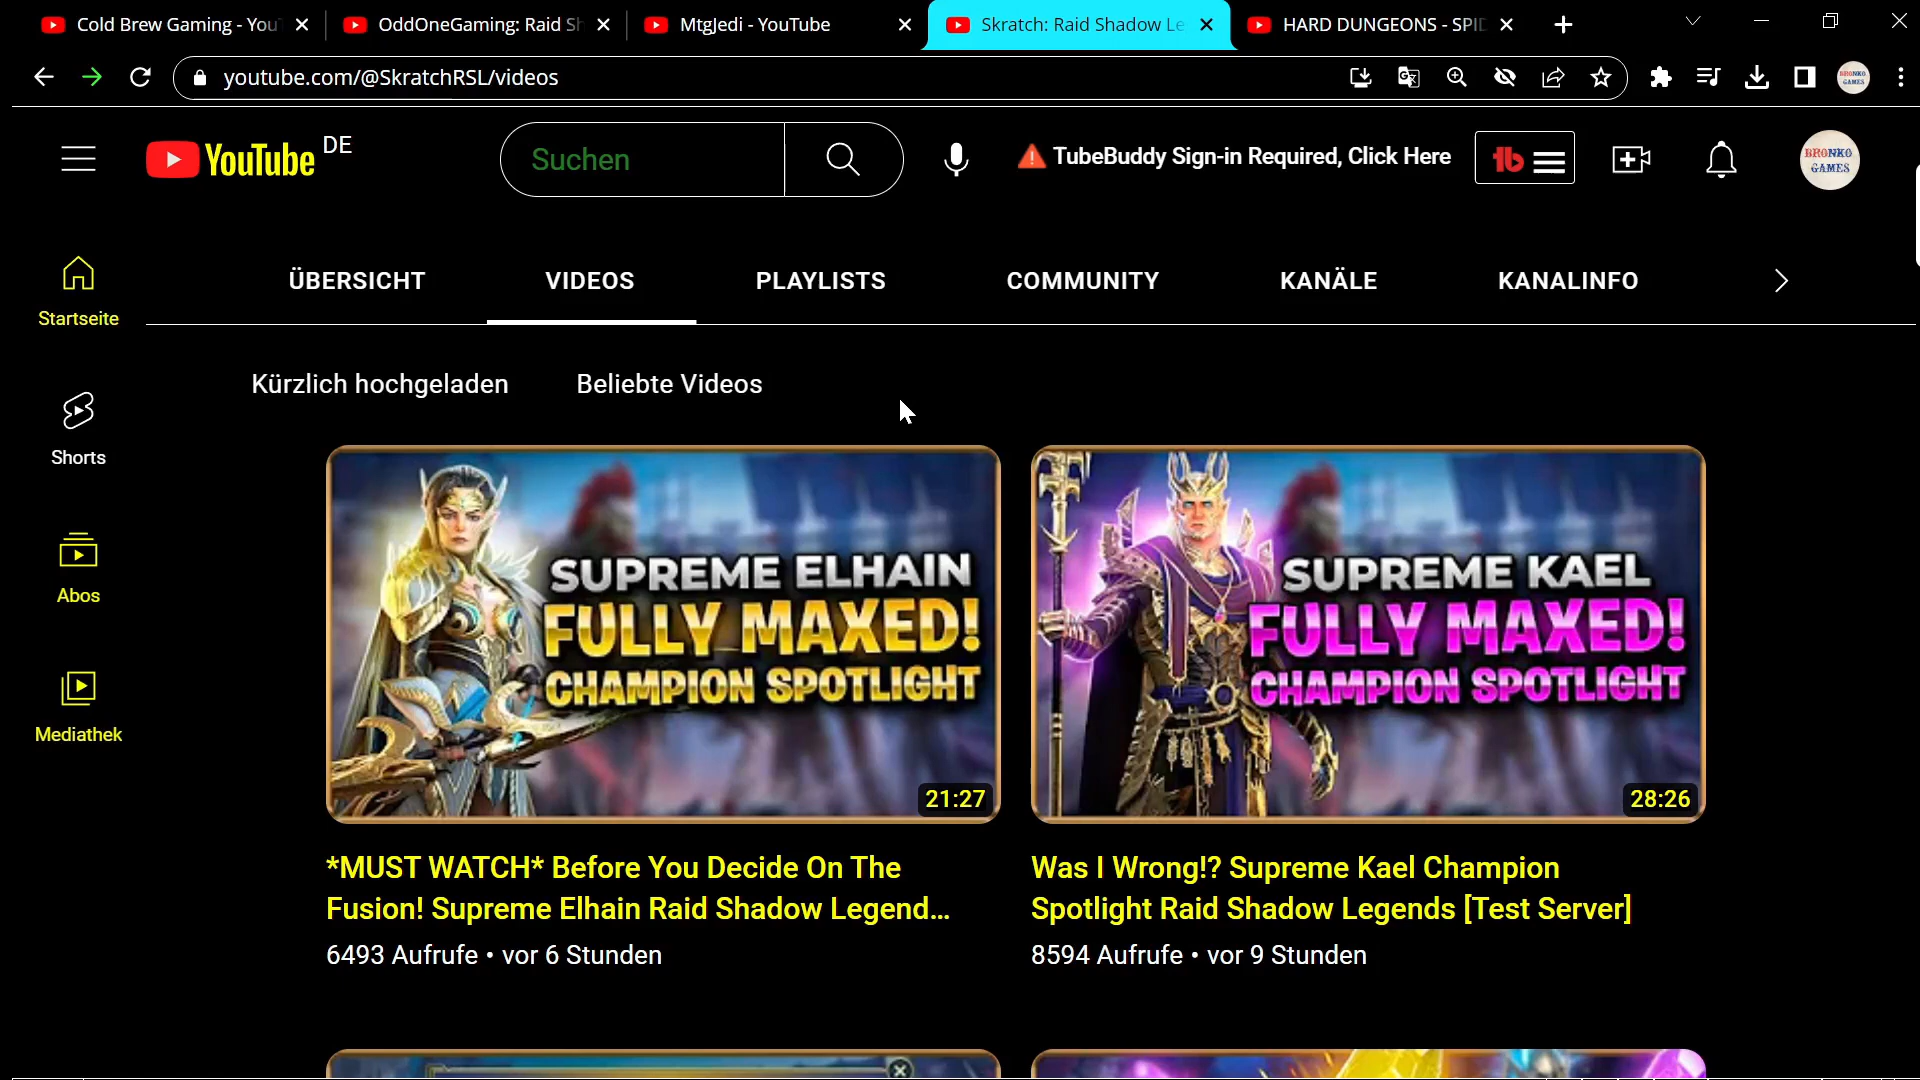 Cold Brew Gaming - You
OddOneGaming: Raid Sh
MtgJedi - YouTube
Skratch: Raid Shadow Le
HARD DUNGEONS - SPID
youtube.com/@SkratchRSL/videos
YouTube DE
Suchen
TubeBuddy Sign-in Required, Click Here
tb
BRONKO
GAMES
ÜBERSICHT
VIDEOS
PLAYLISTS
COMMUNITY
KANÄLE
KANALINFO
Startseite
Shorts
Abos
Mediathek
Kürzlich hochgeladen
Beliebte Videos
SUPREME ELHAIN
FULLY MAXED!
CHAMPION SPOTLIGHT
21:27
SUPREME KAEL
FULLY MAXED!
CHAMPION SPOTLIGHT
28:26
*MUST WATCH* Before You Decide On The
Fusion! Supreme Elhain Raid Shadow Legend...
6493 Aufrufe • vor 6 Stunden
Was I Wrong!? Supreme Kael Champion
Spotlight Raid Shadow Legends [Test Server]
8594 Aufrufe • vor 9 Stunden